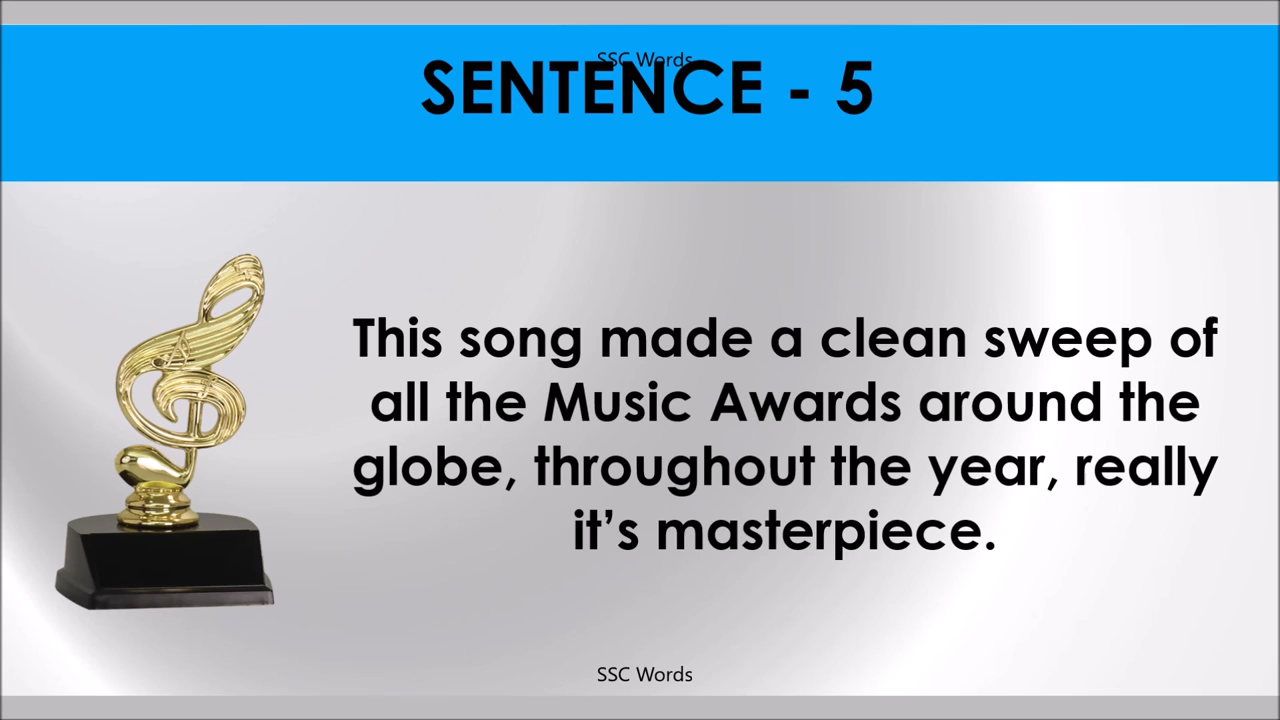 SSC Words
SENTENCE - 5
This song made a clean sweep of
all the Music Awards around the
globe, throughout the year, really
it’s masterpiece.
SSC Words